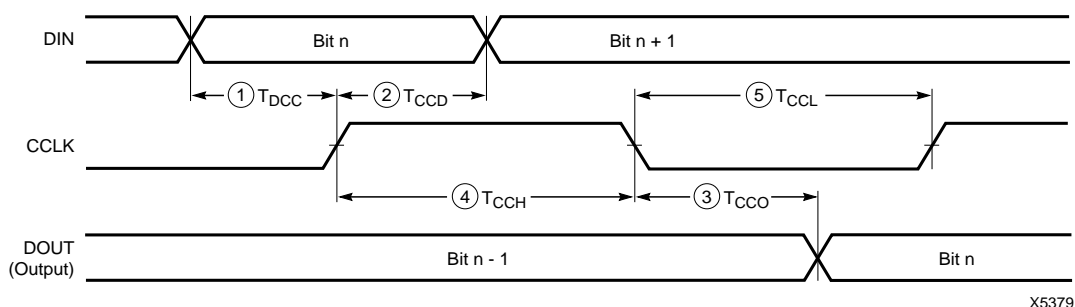 DIN
Bit n
Bit n + 1
1 TDCC
2 TCCD
5 TCCL
CCLK
4 TCCH
3 TCCO
DOUT
(Output)
Bit n - 1
Bit n
X5379